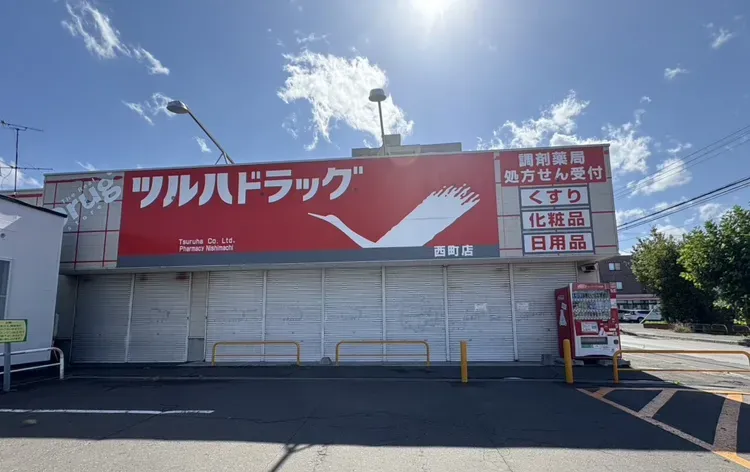 rug
ツルハドラッグ
Tsuruha Co. Ltd.
Pharmacy Nishimachi
西町店
調剤薬局
処方せん受付
くすり
化粧品
日用品